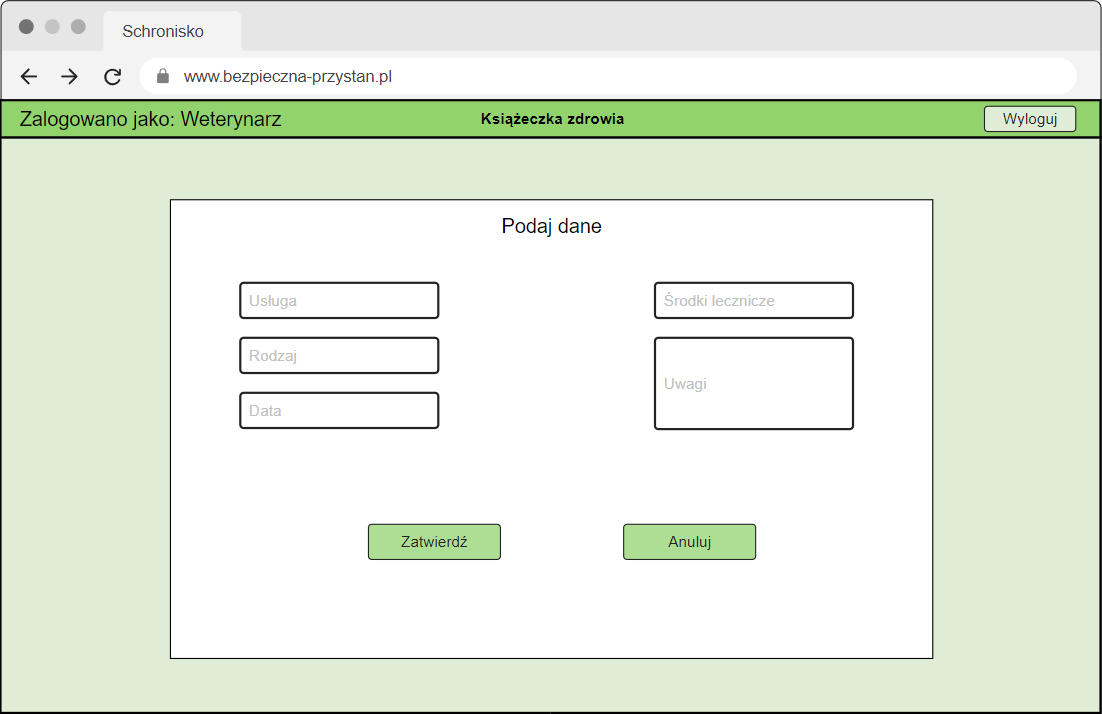 Schronisko
www.bezpieczna-przystan.pl
Zalogowano jako: Weterynarz
Książeczka zdrowia
Wyloguj
Podaj dane
Usługa
Środki lecznicze
Rodzaj
Uwagi
Data
Zatwierdź
Anuluj